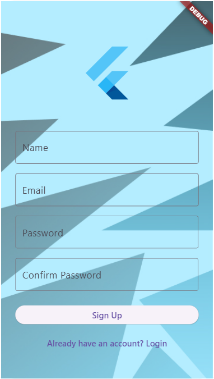 DEBUG
Name
Email
Password
Confirm Password
Sign Up
Already have an account? Login